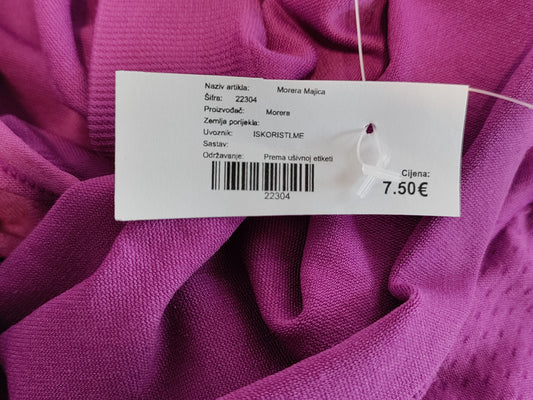 Naziv artikla: Morera Majica
Šifra: 22304
Proizvođač: Morera
Zemlja porijekla:
Uvoznik: ISKORISTI.ME
Sastav:
Održavanje: Prema ušivnoj etiketi
22304
Cijena:
7.50€